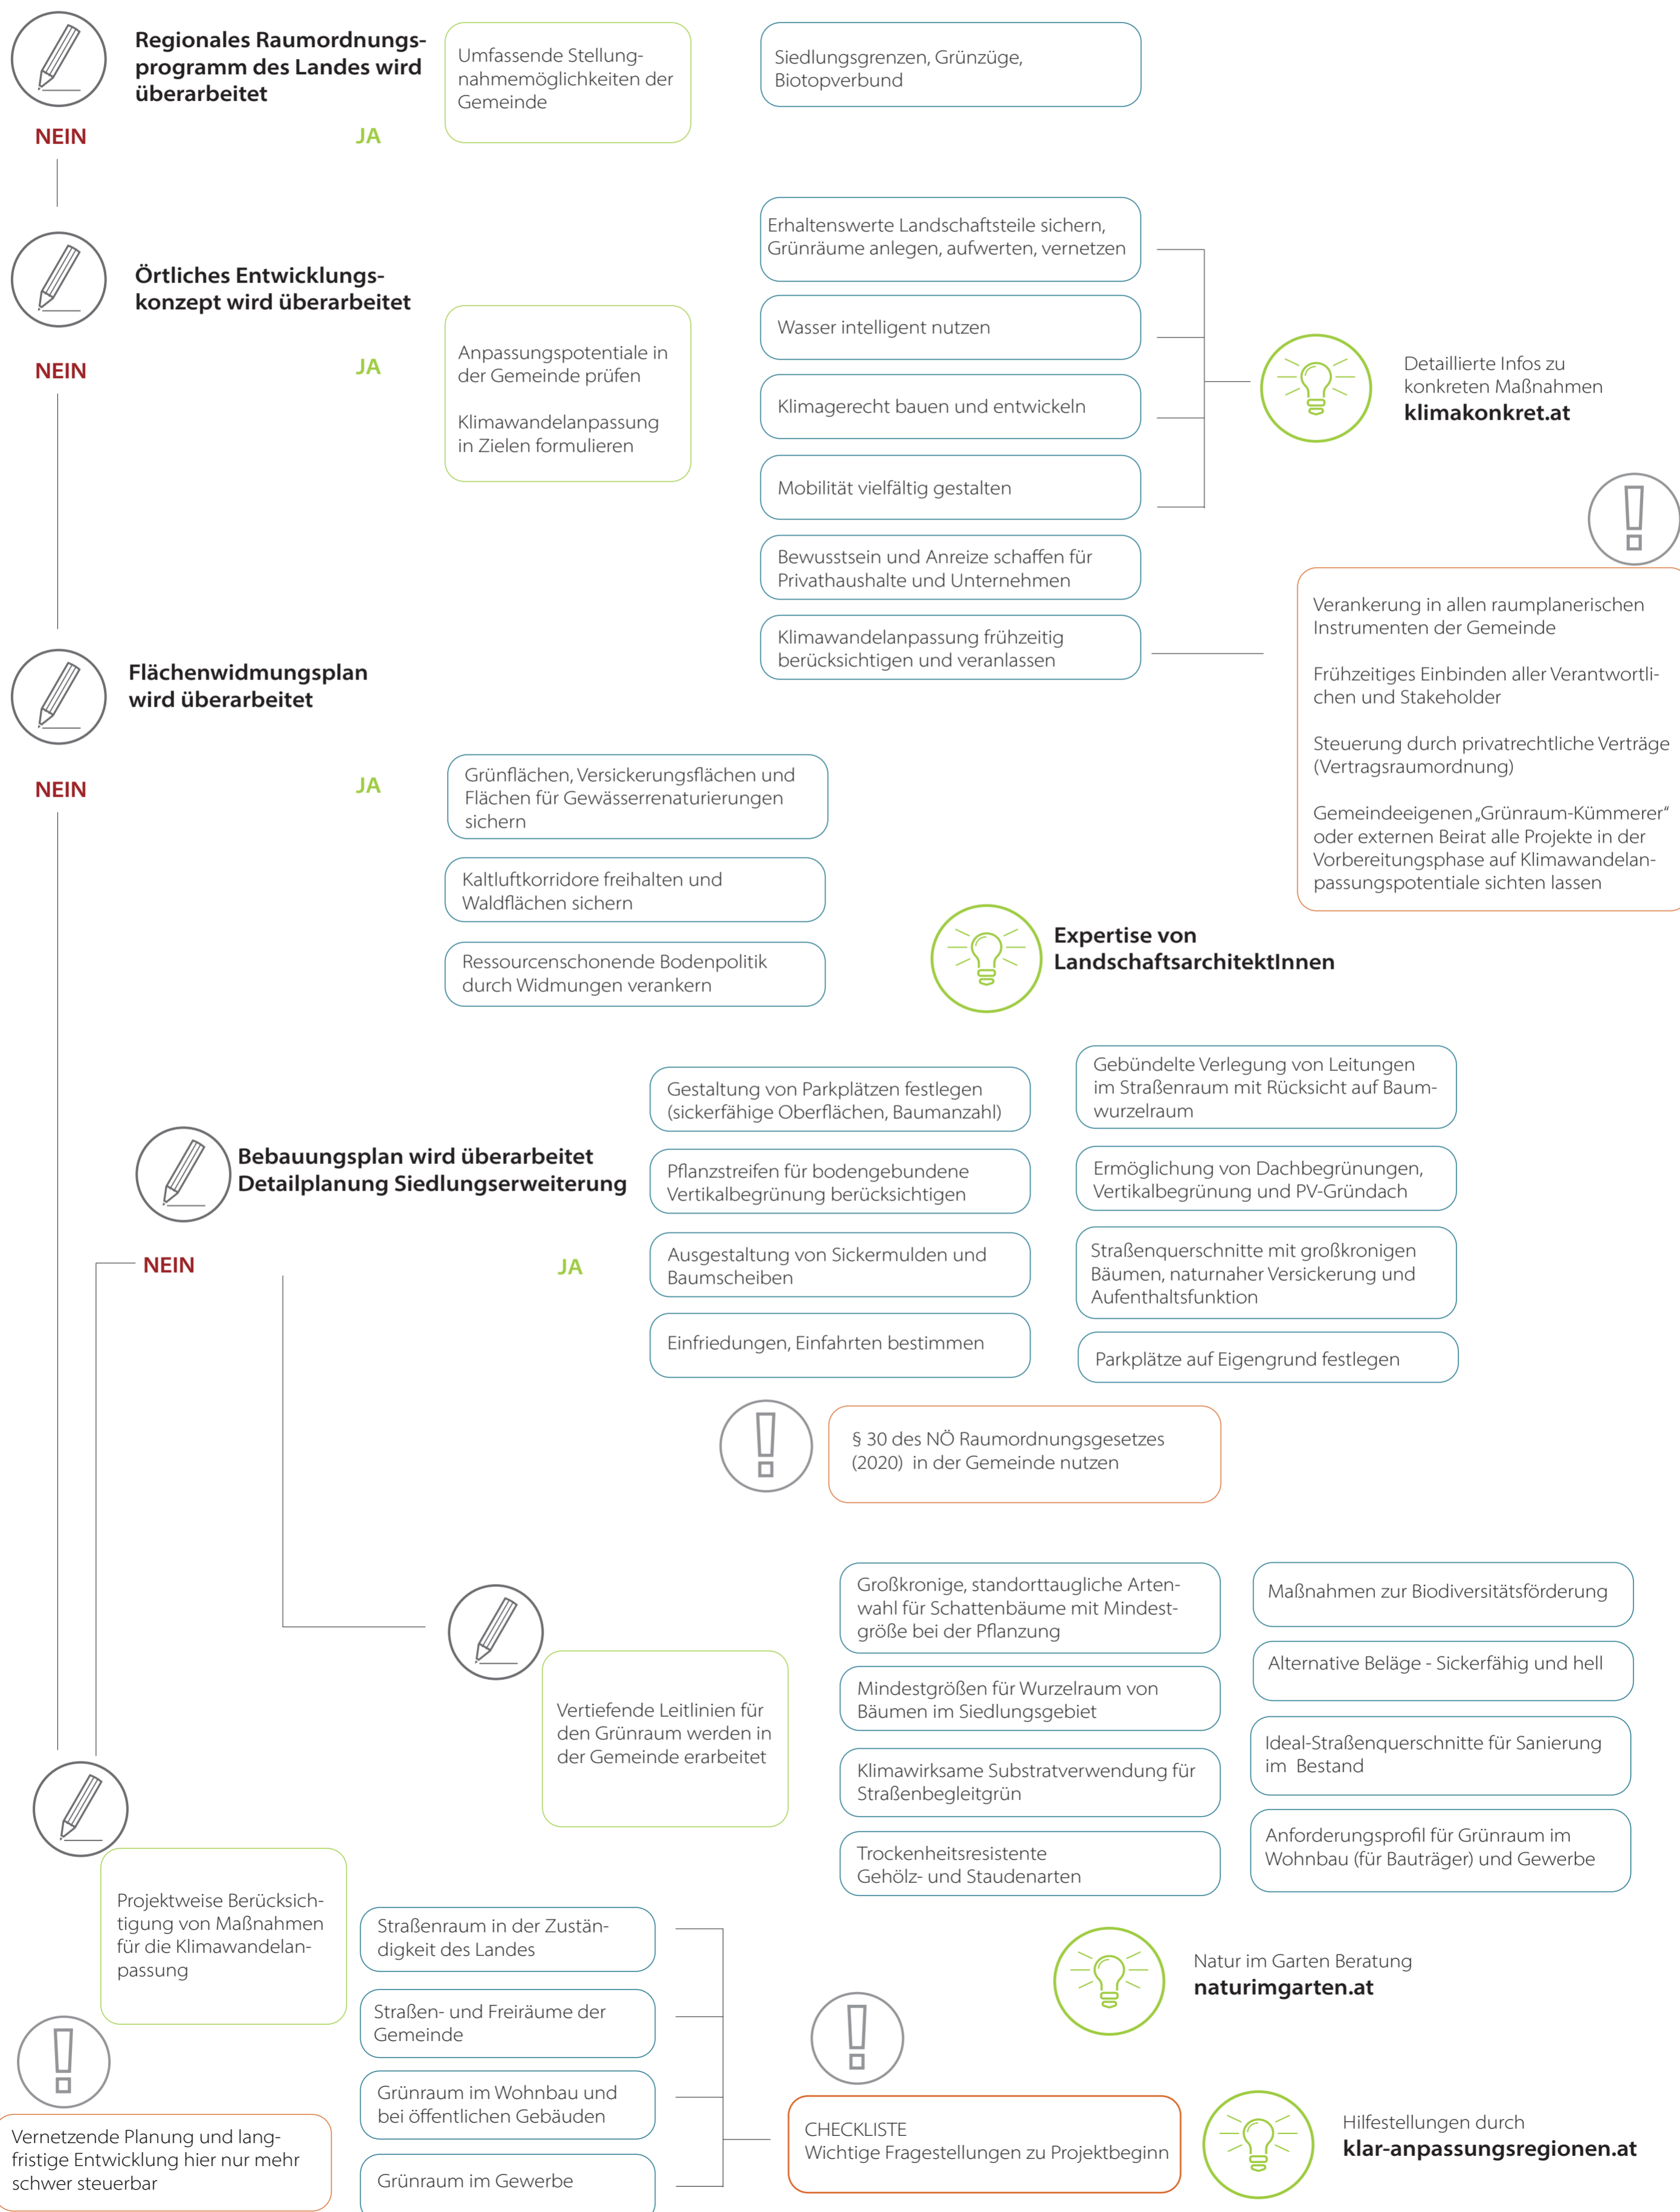 Regionales Raumordnungs-
programm des Landes wird
überarbeitet
NEIN
JA
Umfassende Stellung-
nahmemöglichkeiten der
Gemeinde
Siedlungsgrenzen, Grünzüge,
Biotopverbund
Örtliches Entwicklungs-
konzept wird überarbeitet
NEIN
JA
Anpassungspotentiale in
der Gemeinde prüfen
Klimawandelanpassung
in Zielen formulieren
Erhaltenswerte Landschaftsteile sichern,
Grünräume anlegen, aufwerten, vernetzen
Wasser intelligent nutzen
Klimagerecht bauen und entwickeln
Mobilität vielfältig gestalten
Bewusstsein und Anreize schaffen für
Privathaushalte und Unternehmen
Klimawandelanpassung frühzeitig
berücksichtigen und veranlassen
Detaillierte Infos zu
konkreten Maßnahmen
klimakonkret.at
Verankerung in allen raumplanerischen
Instrumenten der Gemeinde
Frühzeitiges Einbinden aller Verantwortli-
chen und Stakeholder
Steuerung durch privatrechtliche Verträge
(Vertragsraumordnung)
Gemeindeeigenen „Grünraum-Kümmerer“
oder externen Beirat alle Projekte in der
Vorbereitungsphase auf Klimawandelan-
passungspotentiale sichten lassen
Flächenwidmungsplan
wird überarbeitet
NEIN
JA
Grünflächen, Versickerungsflächen und
Flächen für Gewässerrenaturierungen
sichern
Kaltluftkorridore freihalten und
Waldflächen sichern
Ressourcenschonende Bodenpolitik
durch Widmungen verankern
Expertise von
LandschaftsarchitektInnen
Bebauungsplan wird überarbeitet
Detailplanung Siedlungserweiterung
NEIN
JA
Gestaltung von Parkplätzen festlegen
(sickerfähige Oberflächen, Baumanzahl)
Pflanzstreifen für bodengebundene
Vertikalbegrünung berücksichtigen
Ausgestaltung von Sickermulden und
Baumscheiben
Einfriedungen, Einfahrten bestimmen
Gebündelte Verlegung von Leitungen
im Straßenraum mit Rücksicht auf Baum-
wurzelraum
Ermöglichung von Dachbegrünungen,
Vertikalbegrünung und PV-Gründach
Straßenquerschnitte mit großkronigen
Bäumen, naturnaher Versickerung und
Aufenthaltsfunktion
Parkplätze auf Eigengrund festlegen
§ 30 des NÖ Raumordnungsgesetzes
(2020) in der Gemeinde nutzen
Vertiefende Leitlinien für
den Grünraum werden in
der Gemeinde erarbeitet
Großkronige, standorttaugliche Arten-
wahl für Schattenbäume mit Mindest-
größe bei der Pflanzung
Mindestgrößen für Wurzelraum von
Bäumen im Siedlungsgebiet
Klimawirksame Substratverwendung für
Straßenbegleitgrün
Trockenheitsresistente
Gehölz- und Staudenarten
Maßnahmen zur Biodiversitätsförderung
Alternative Beläge - Sickerfähig und hell
Ideal-Straßenquerschnitte für Sanierung
im Bestand
Anforderungsprofil für Grünraum im
Wohnbau (für Bauträger) und Gewerbe
Natur im Garten Beratung
naturimgarten.at
Projektweise Berücksich-
tigung von Maßnahmen
für die Klimawandelan-
passung
Vernetzende Planung und lang-
fristige Entwicklung hier nur mehr
schwer steuerbar
Straßenraum in der Zustän-
digkeit des Landes
Straßen- und Freiräume der
Gemeinde
Grünraum im Wohnbau und
bei öffentlichen Gebäuden
Grünraum im Gewerbe
CHECKLISTE
Wichtige Fragestellungen zu Projektbeginn
Hilfestellungen durch
klar-anpassungsregionen.at